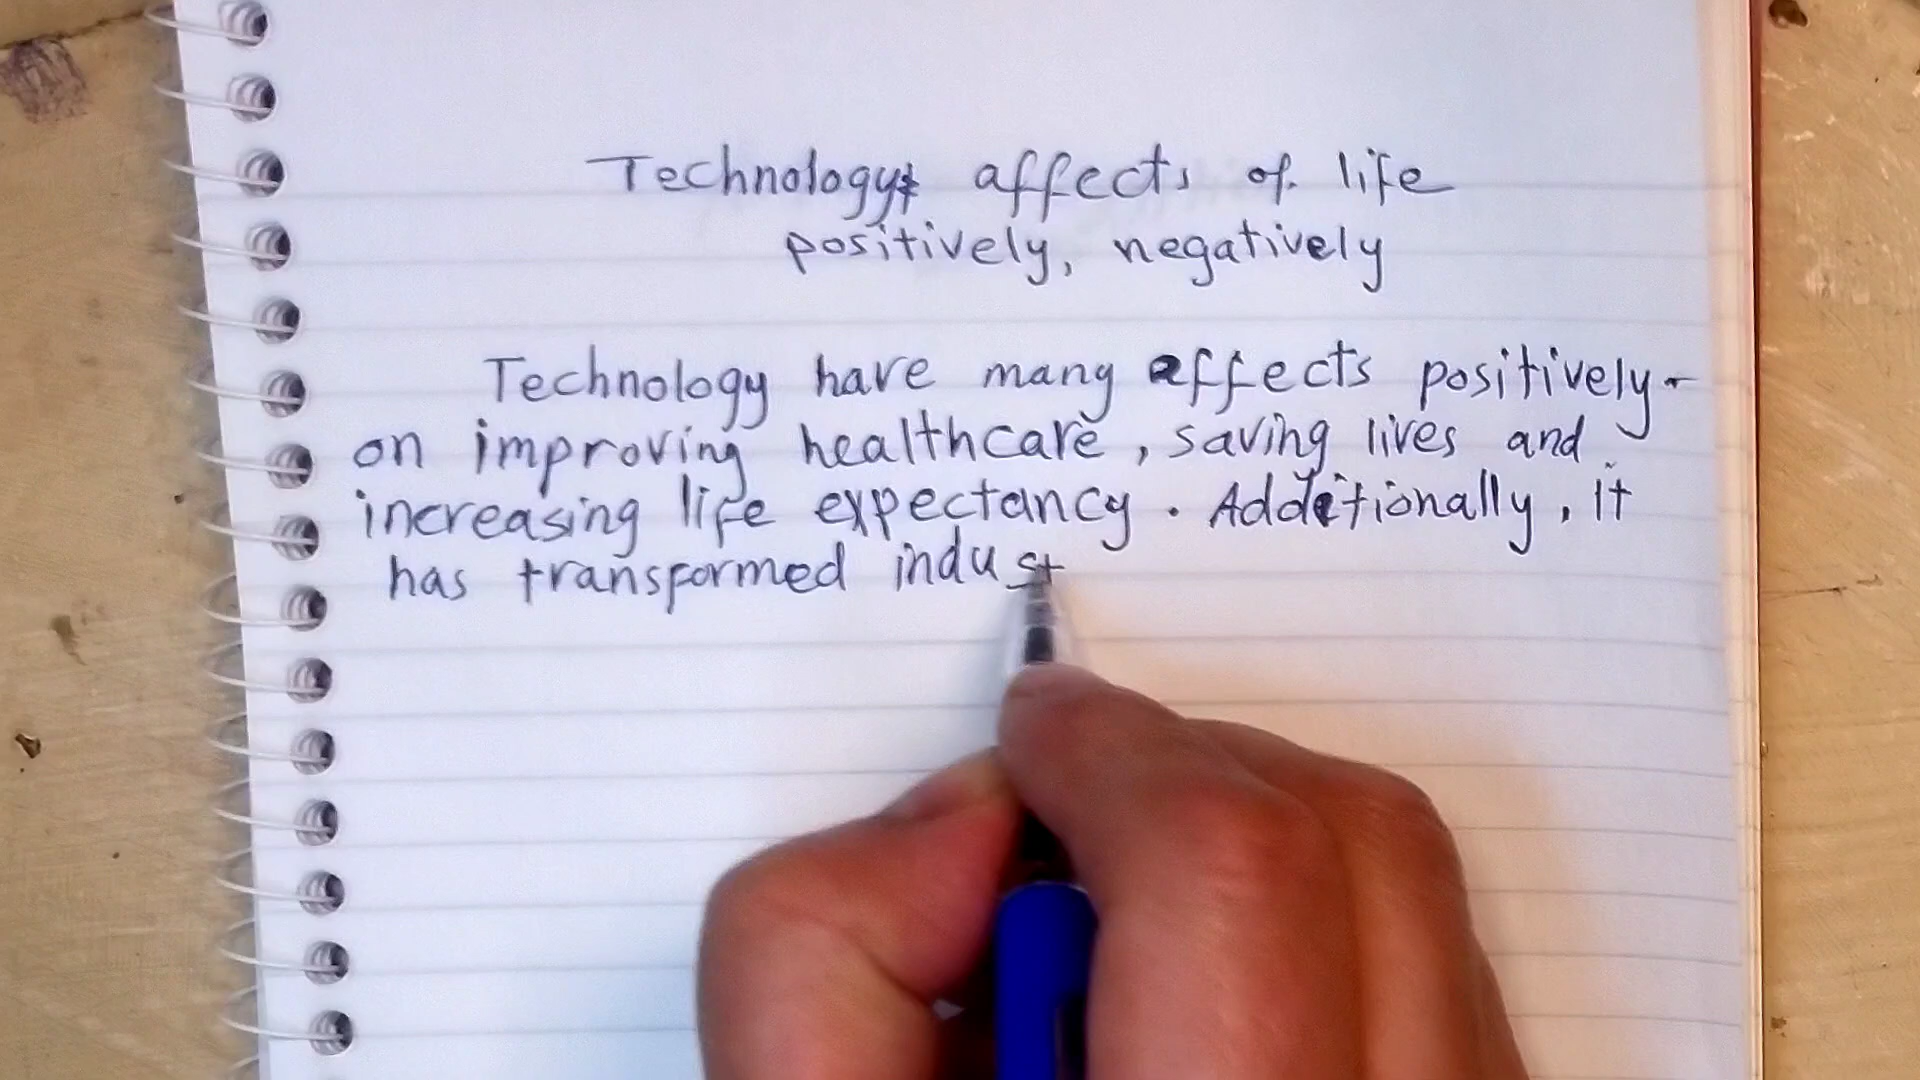 Technology affects of life
positively, negatively
Technology have many affects positively
on improving healthcare, saving lives and
increasing life expectancy. Additionally, it
has transformed indust